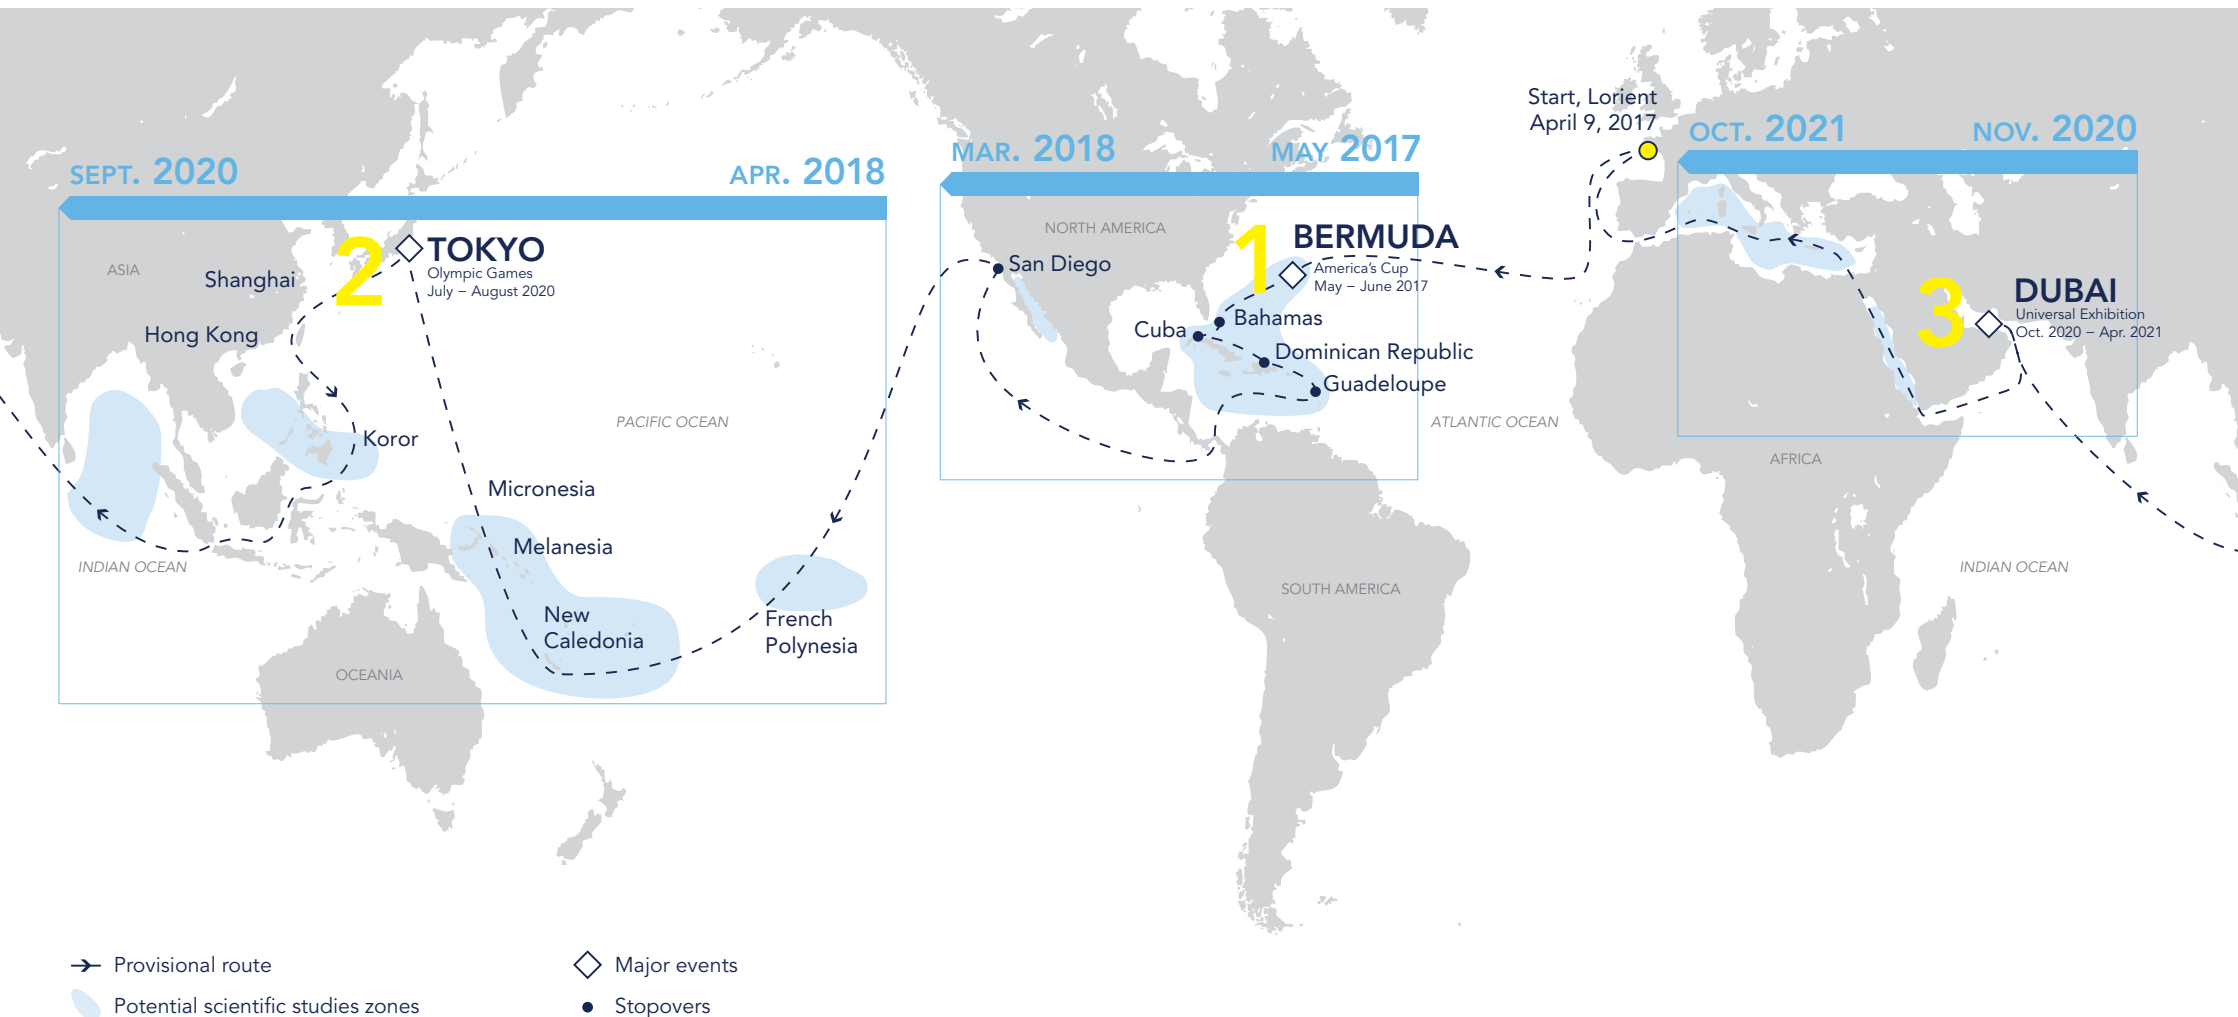 Start, Lorient
April 9, 2017
OCT. 2021
NOV. 2020
MAR. 2018
MAY 2017
SEPT. 2020
APR. 2018
NORTH AMERICA
1
BERMUDA
America's Cup
May – June 2017
San Diego
2
TOKYO
Olympic Games
July – August 2020
ASIA
Shanghai
Hong Kong
3
DUBAI
Universal Exhibition
Oct. 2020 – Apr. 2021
Bahamas
Cuba
Dominican Republic
Guadeloupe
PACIFIC OCEAN
ATLANTIC OCEAN
Koror
AFRICA
Micronesia
Melanesia
INDIAN OCEAN
INDIAN OCEAN
SOUTH AMERICA
New
Caledonia
French
Polynesia
OCEANIA
Provisional route
Major events
Potential scientific studies zones
Stopovers